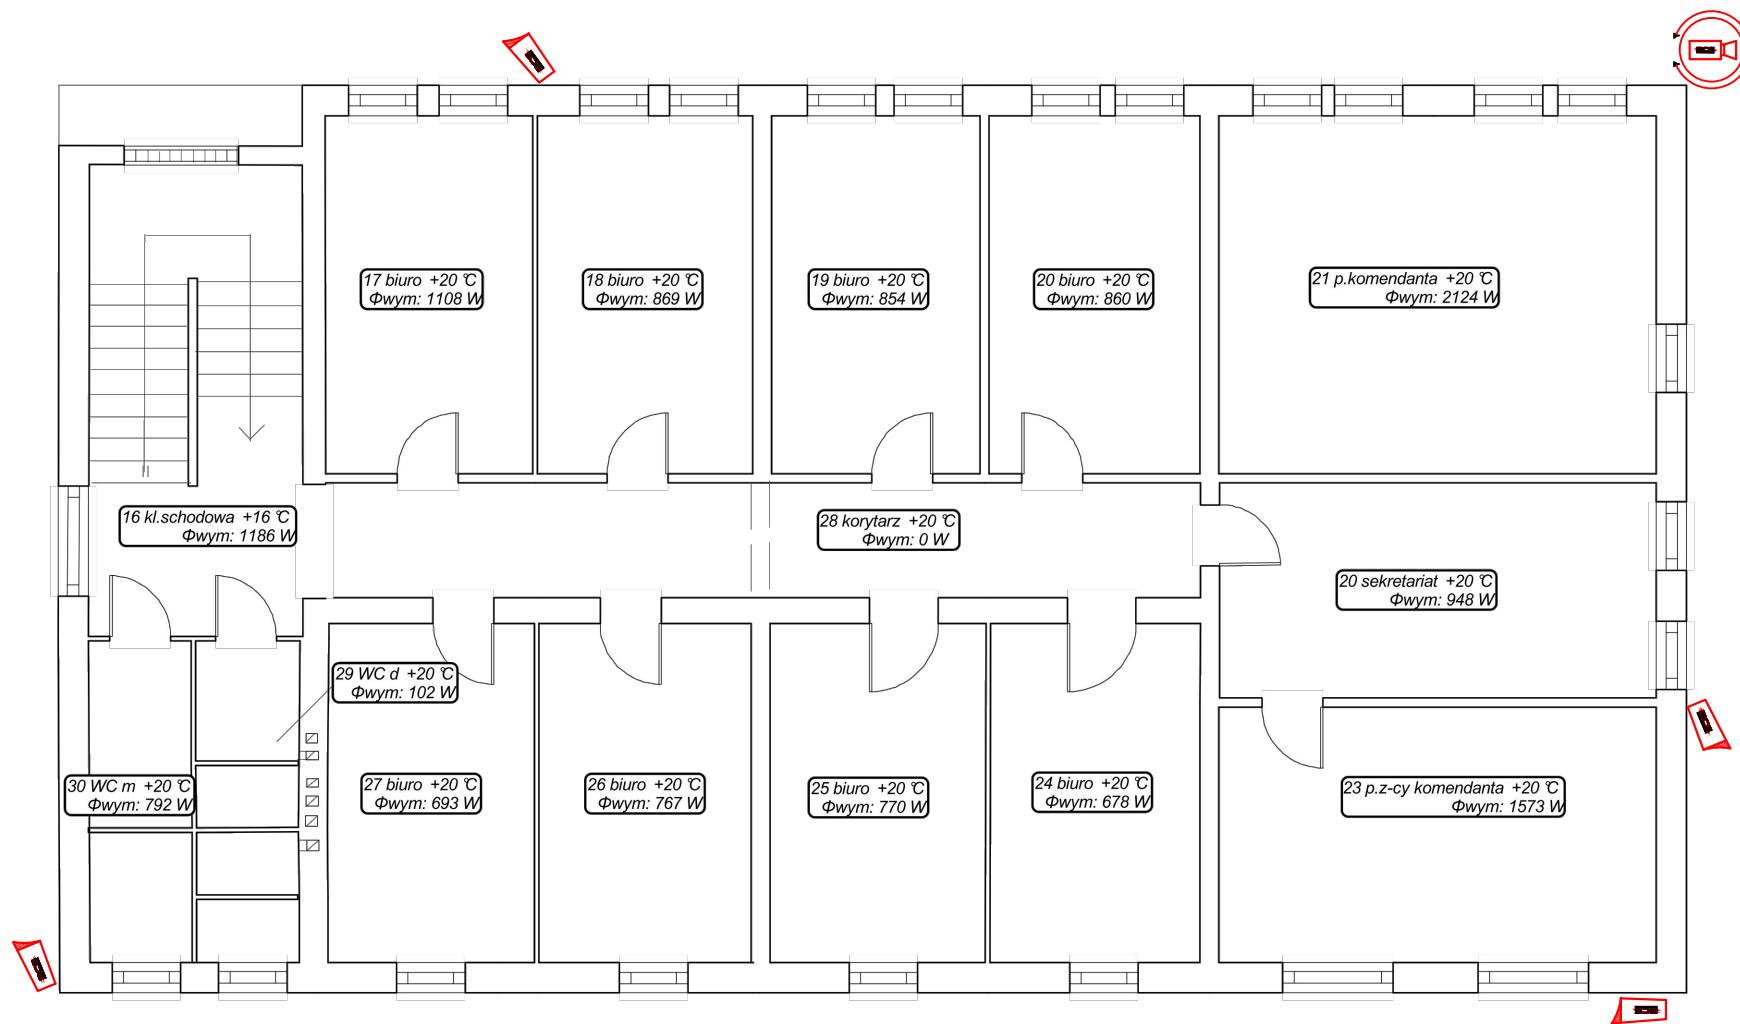 17 biuro +20 °C
Φwym: 1108 W
18 biuro +20 °C
Φwym: 869 W
19 biuro +20 °C
Φwym: 854 W
20 biuro +20 °C
Φwym: 860 W
21 p.komendanta +20 °C
Φwym: 2124 W
16 kl.schodowa +16 °C
Φwym: 1186 W
28 korytarz +20 °C
Φwym: 0 W
20 sekretariat +20 °C
Φwym: 948 W
29 WC d +20 °C
Φwym: 102 W
30 WC m +20 °C
Φwym: 792 W
27 biuro +20 °C
Φwym: 693 W
26 biuro +20 °C
Φwym: 767 W
25 biuro +20 °C
Φwym: 770 W
24 biuro +20 °C
Φwym: 678 W
23 p.z-cy komendanta +20 °C
Φwym: 1573 W